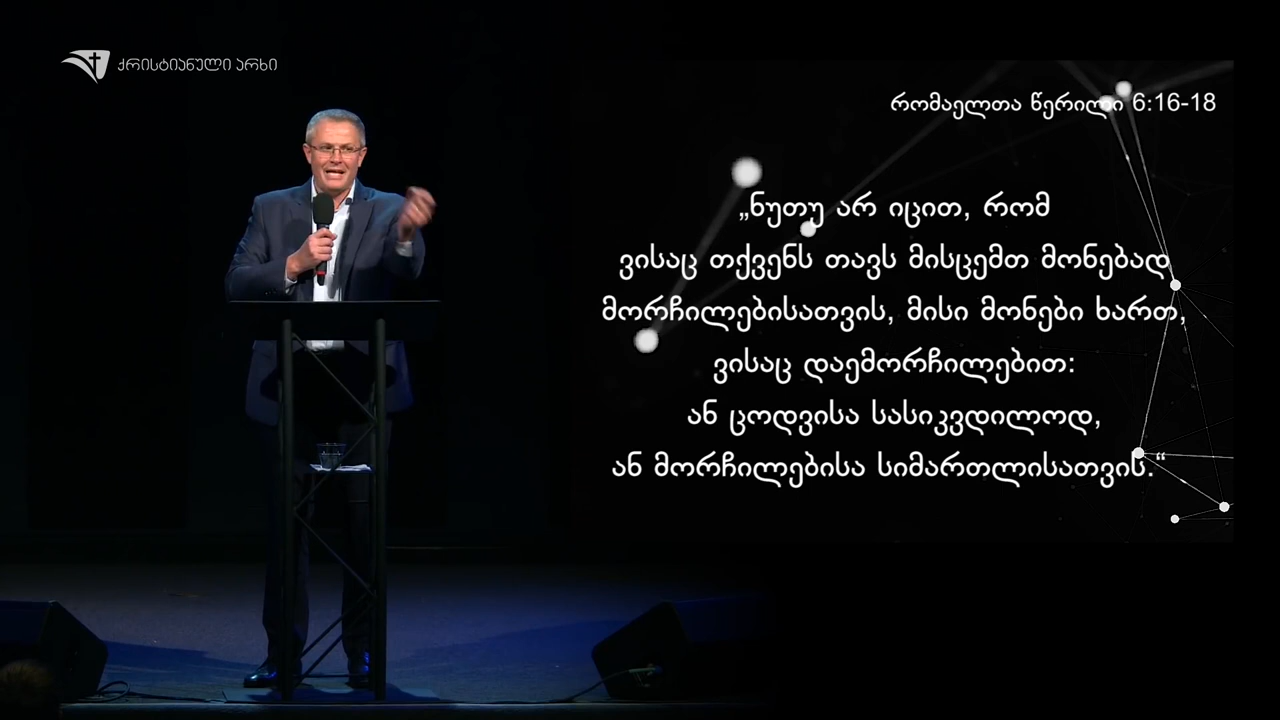 ქრისტიანული არხი
რომაელთა წერილი 6:16-18
„ნუთუ არ იცით, რომ
ვისაც თქვენს თავს მისცემთ მონებად
მორჩილებისათვის, მისი მონები ხართ,
ვისაც დაემორჩილებით:
ან ცოდვისა სასიკვდილოდ,
ან მორჩილებისა სიმართლისათვის.“